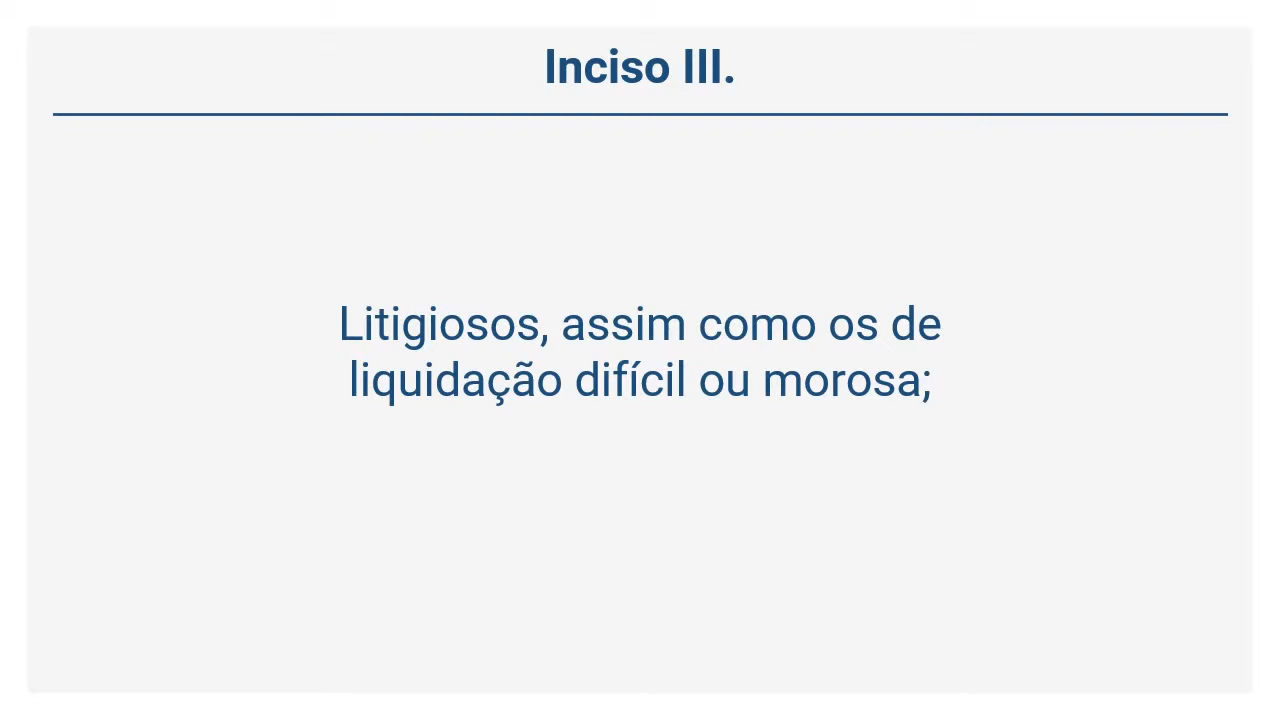 Inciso III.
Litigiosos, assim como os de
liquidação difícil ou morosa;